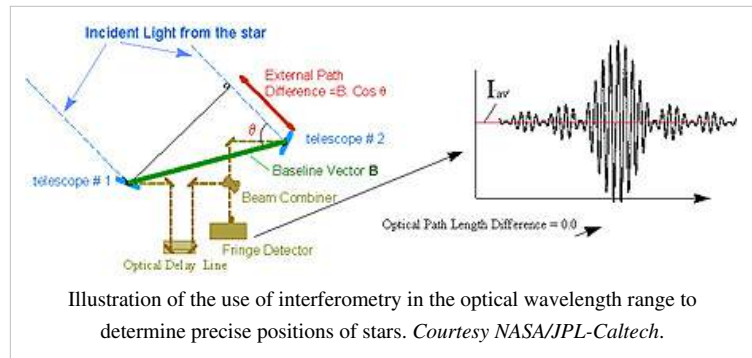 Incident Light from the star
External Path
Difference =B. Cos θ
θ
telescope # 2
Baseline Vector B
telescope # 1
Beam Combiner
Fringe Detector
Optical Delay Line
I av
Optical Path Length Difference = 0.0
Illustration of the use of interferometry in the optical wavelength range to
determine precise positions of stars. Courtesy NASA/JPL-Caltech.